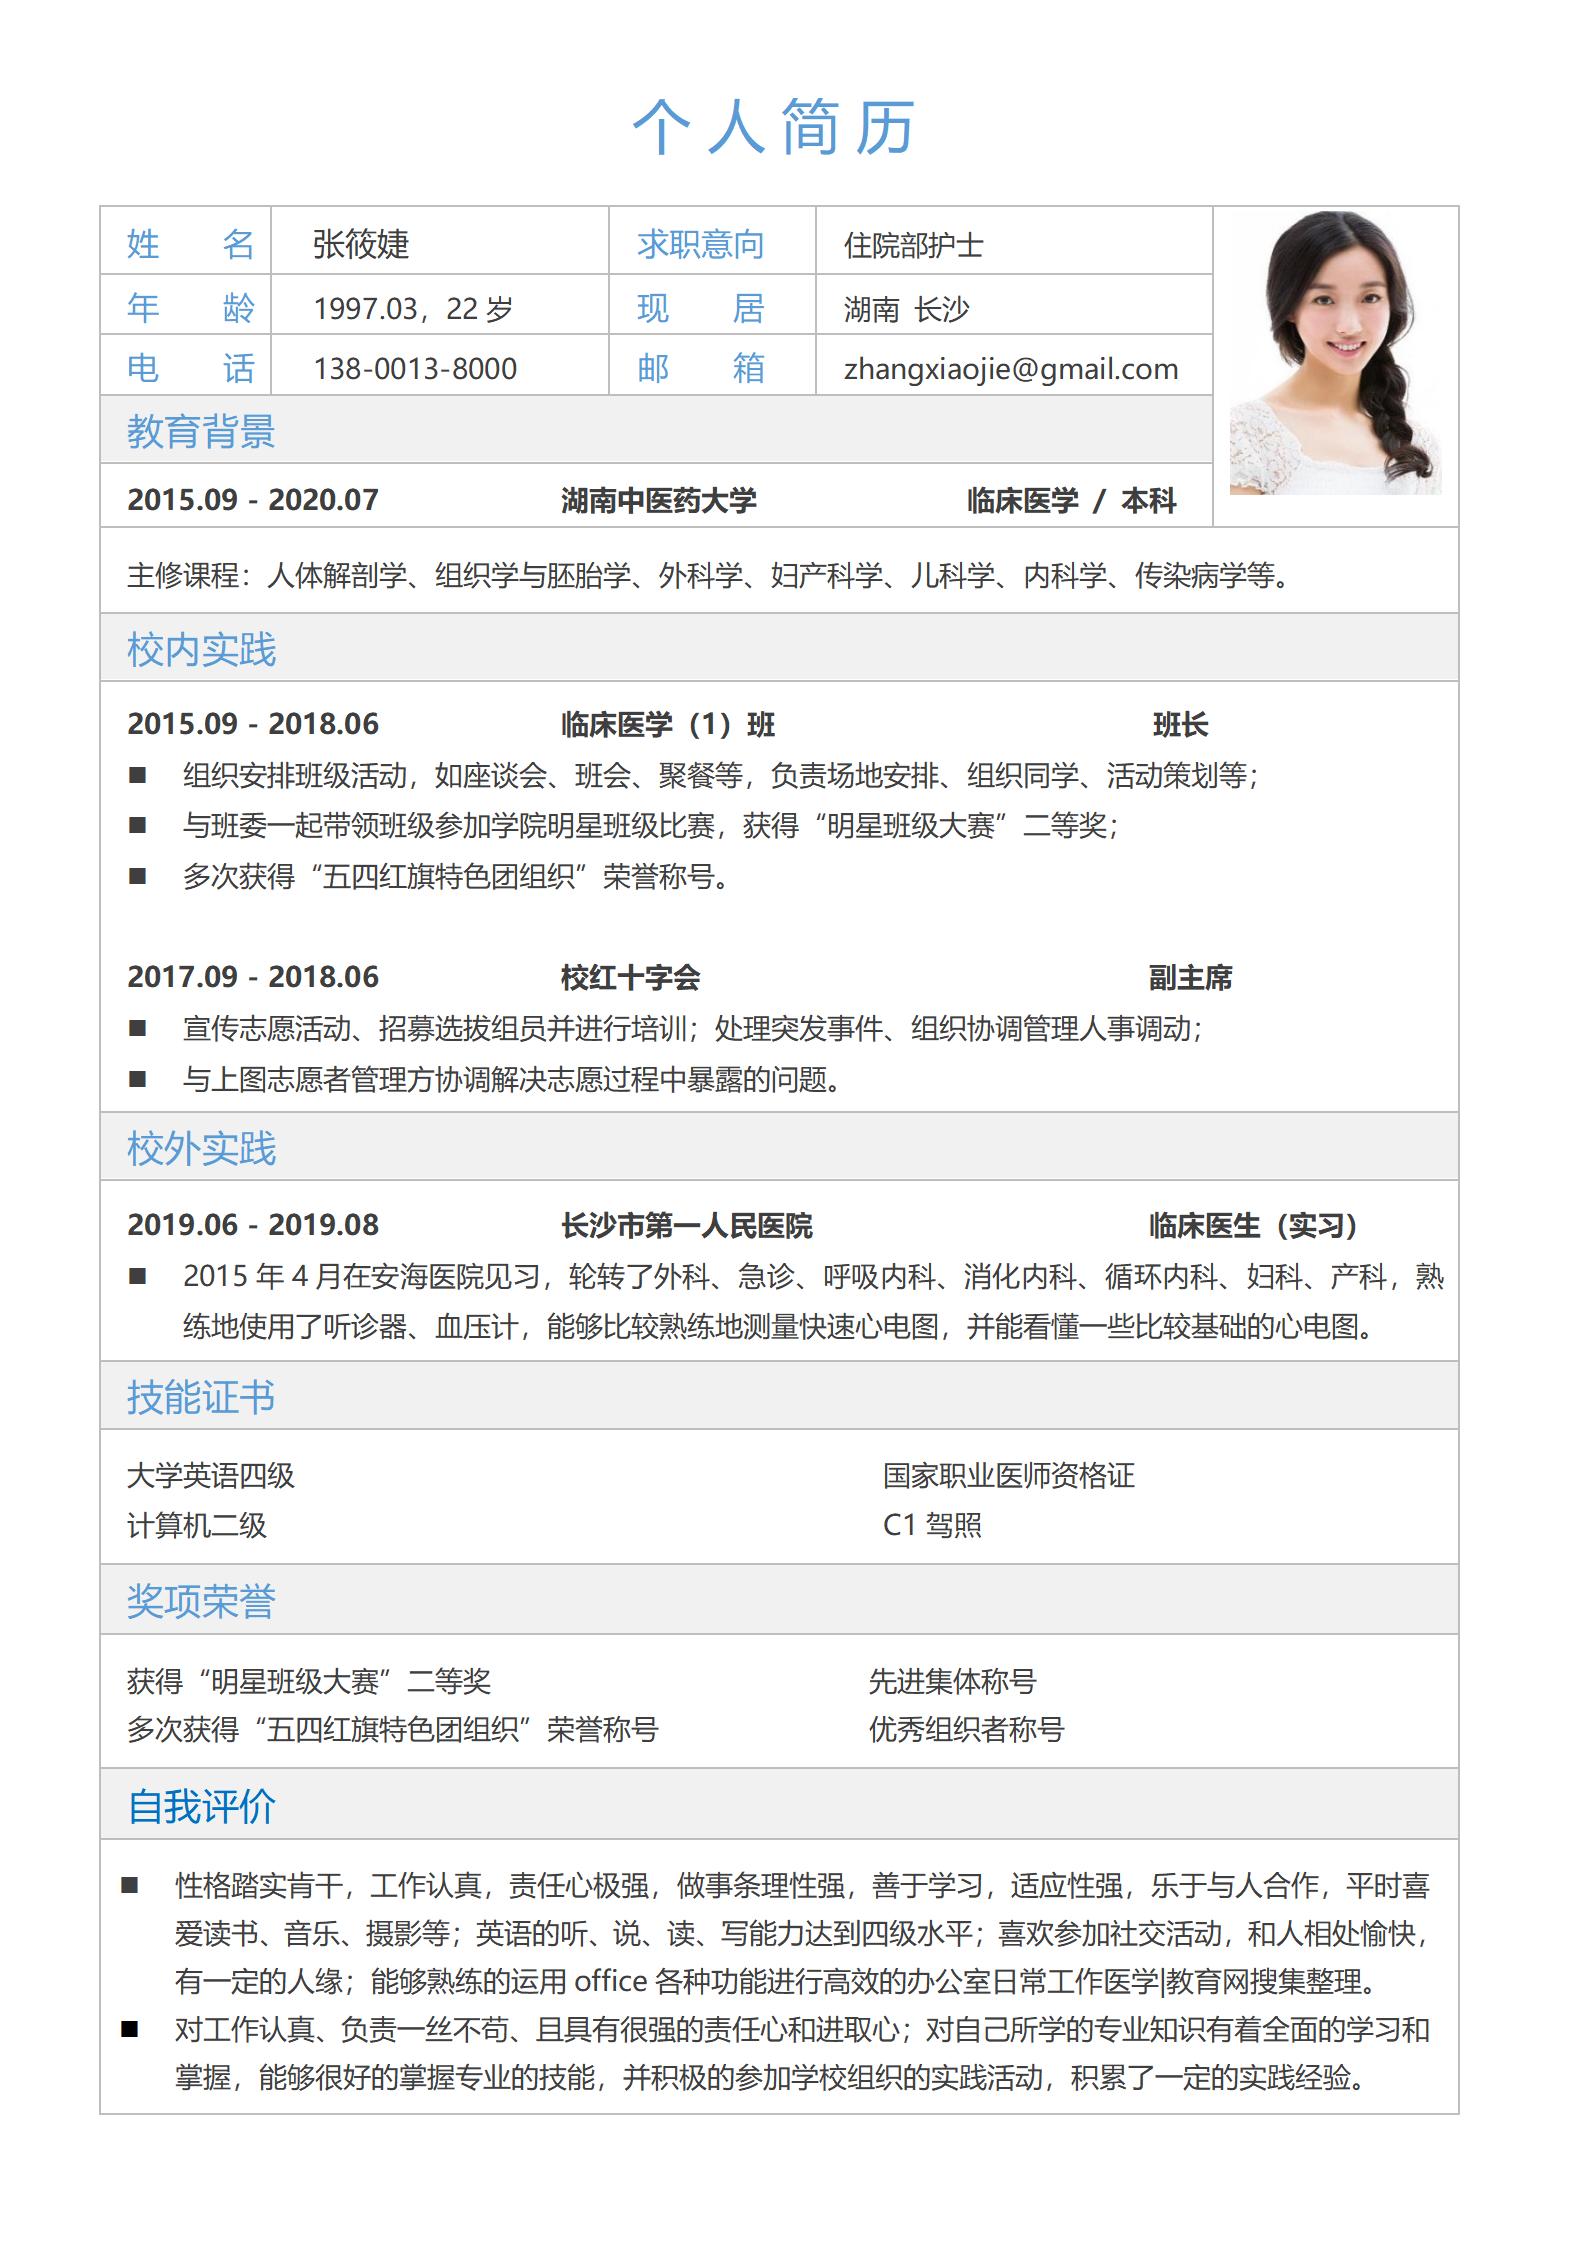 个人简历
姓 名 张筱婕 求职意向 住院部护士
年 龄 1997.03，22 岁 现 居 湖南 长沙
电 话 138-0013-8000 邮 箱 zhangxiaojie@gmail.com
教育背景
2015.09 - 2020.07 湖南中医药大学 临床医学 / 本科
主修课程：人体解剖学、组织学与胚胎学、外科学、妇产科学、儿科学、内科学、传染病学等。
校内实践
2015.09 - 2018.06 临床医学（1）班 班长
■ 组织安排班级活动，如座谈会、班会、聚餐等，负责场地安排、组织同学、活动策划等；
■ 与班委一起带领班级参加学院明星班级比赛，获得“明星班级大赛”二等奖；
■ 多次获得“五四红旗特色团组织”荣誉称号。
2017.09 - 2018.06 校红十字会 副主席
■ 宣传志愿活动、招募选拔组员并进行培训；处理突发事件、组织协调管理人事调动；
■ 与上图志愿者管理方协调解决志愿过程中暴露的问题。
校外实践
2019.06 - 2019.08 长沙市第一人民医院 临床医生（实习）
■ 2015 年 4 月在安海医院见习，轮转了外科、急诊、呼吸内科、消化内科、循环内科、妇科、产科，熟
练地使用了听诊器、血压计，能够比较熟练地测量快速心电图，并能看懂一些比较基础的心电图。
技能证书
大学英语四级 国家职业医师资格证
计算机二级 C1 驾照
奖项荣誉
获得“明星班级大赛”二等奖 先进集体称号
多次获得“五四红旗特色团组织”荣誉称号 优秀组织者称号
自我评价
■ 性格踏实肯干，工作认真，责任心极强，做事条理性强，善于学习，适应性强，乐于与人合作，平时喜
爱读书、音乐、摄影等；英语的听、说、读、写能力达到四级水平；喜欢参加社交活动，和人相处愉快，
有一定的人缘；能够熟练的运用 office 各种功能进行高效的办公室日常工作医学|教育网搜集整理。
■ 对工作认真、负责一丝不苟、且具有很强的责任心和进取心；对自己所学的专业知识有着全面的学习和
掌握，能够很好的掌握专业的技能，并积极的参加学校组织的实践活动，积累了一定的实践经验。